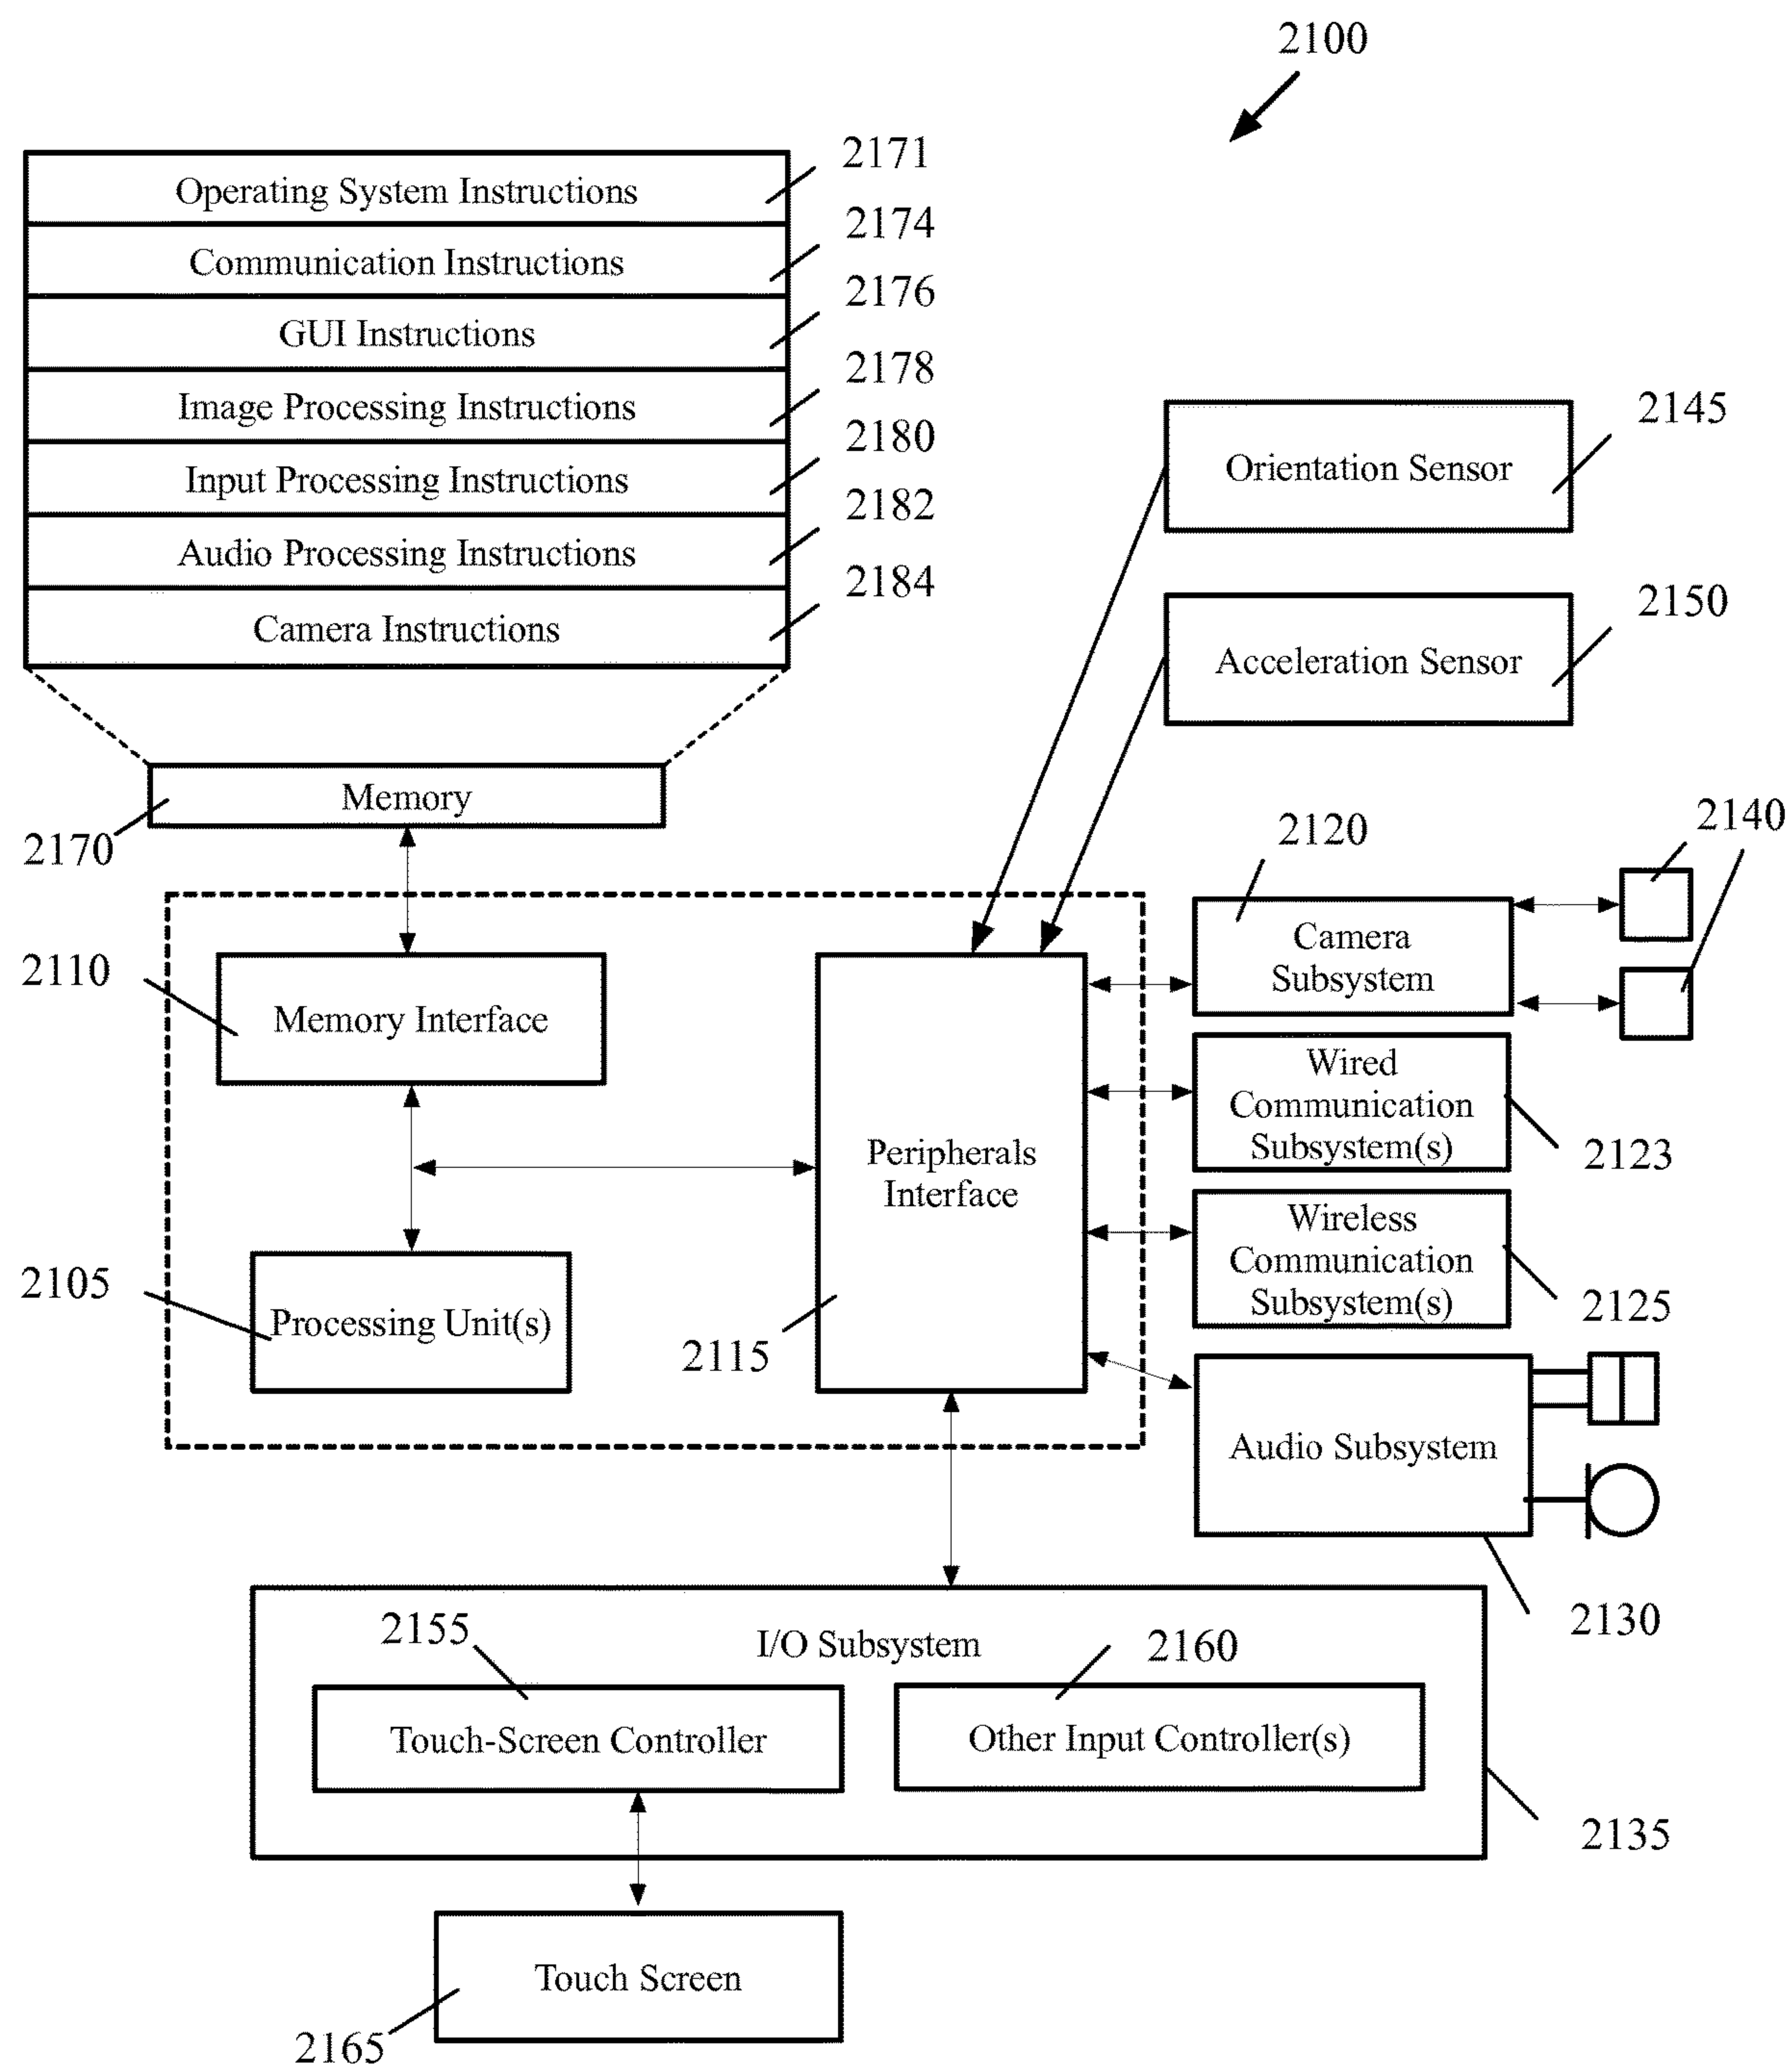 2100
2171
Operating System Instructions
2174
Communication Instructions
2176
GUI Instructions
2178
Image Processing Instructions
2180
Input Processing Instructions
2182
Audio Processing Instructions
2184
Camera Instructions
2145
Orientation Sensor
2150
Acceleration Sensor
Memory
2170
2120
2140
Camera
Subsystem
2110
Memory Interface
Wired
Communication
Subsystem(s)
2123
Peripherals
Interface
Wireless
Communication
Subsystem(s)
2125
2105
Processing Unit(s)
2115
Audio Subsystem
2130
I/O Subsystem
2155
2160
Touch-Screen Controller
Other Input Controller(s)
2135
Touch Screen
2165